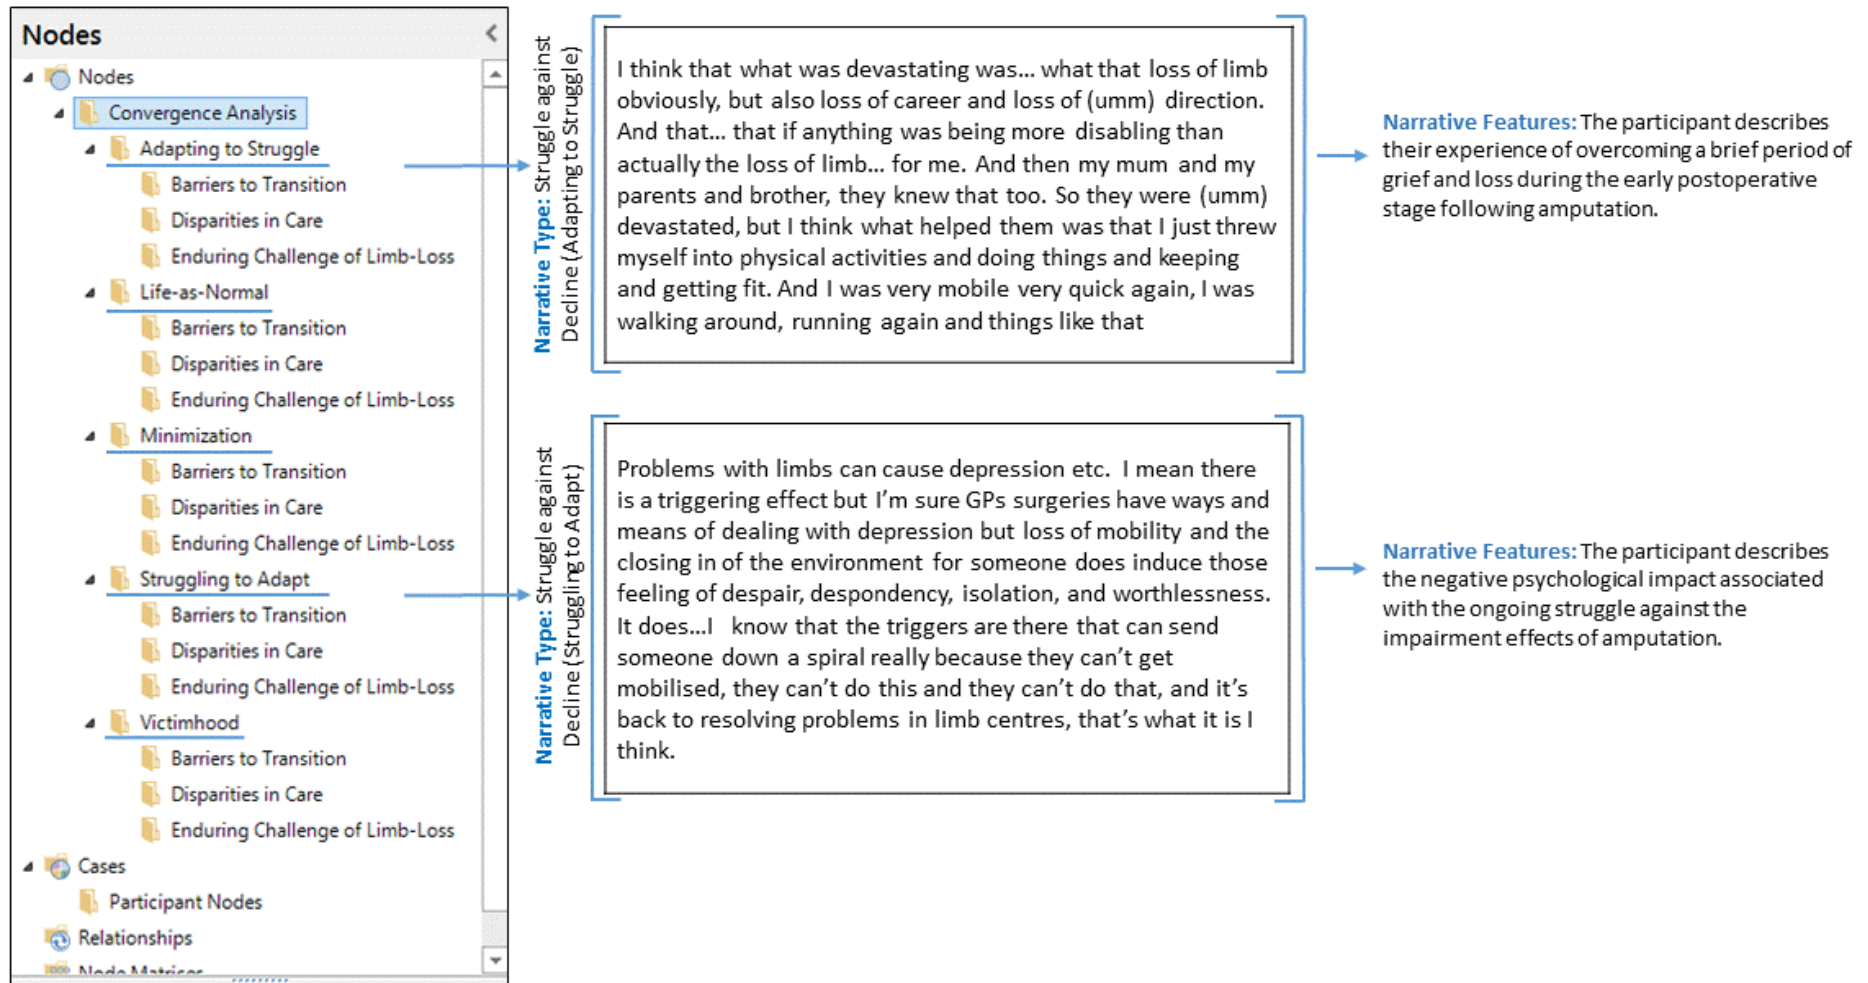 Nodes
Nodes
Convergence Analysis
Adapting to Struggle
Barriers to Transition
Disparities in Care
Enduring Challenge of Limb-Loss
Life-as-Normal
Barriers to Transition
Disparities in Care
Enduring Challenge of Limb-Loss
Minimization
Barriers to Transition
Disparities in Care
Enduring Challenge of Limb-Loss
Struggling to Adapt
Barriers to Transition
Disparities in Care
Enduring Challenge of Limb-Loss
Victimhood
Barriers to Transition
Disparities in Care
Enduring Challenge of Limb-Loss
Cases
Participant Nodes
Relationships
Node Matrices
Narrative Type: Struggle against
Decline (Adapting to Struggle)
I think that what was devastating was... what that loss of limb
obviously, but also loss of career and loss of (umm) direction.
And that... that if anything was being more disabling than
actually the loss of limb... for me. And then my mum and my
parents and brother, they knew that too. So they were (umm)
devastated, but I think what helped them was that I just threw
myself into physical activities and doing things and keeping
and getting fit. And I was very mobile very quick again, I was
walking around, running again and things like that
Narrative Features: The participant describes
their experience of overcoming a brief period of
grief and loss during the early postoperative
stage following amputation.
Narrative Type: Struggle against
Decline (Struggling to Adapt)
Problems with limbs can cause depression etc. I mean there
is a triggering effect but I'm sure GPs surgeries have ways and
means of dealing with depression but loss of mobility and the
closing in of the environment for someone does induce those
feeling of despair, despondency, isolation, and worthlessness.
It does...I know that the triggers are there that can send
someone down a spiral really because they can't get
mobilised, they can't do this and they can't do that, and it's
back to resolving problems in limb centres, that's what it is I
think.
Narrative Features: The participant describes
the negative psychological impact associated
with the ongoing struggle against the
impairment effects of amputation.